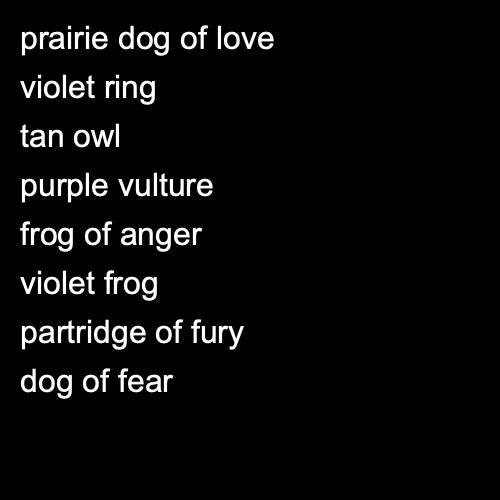 prairie dog of love
violet ring
tan owl
purple vulture
frog of anger
violet frog
partridge of fury
dog of fear